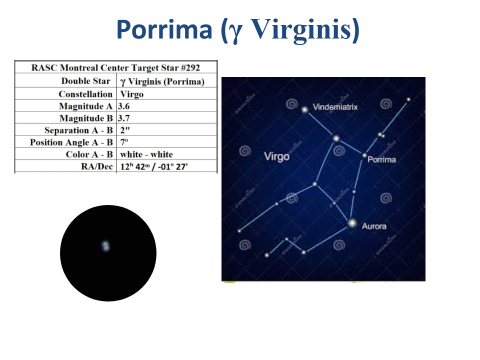 Porrima (γ Virginis)
RASC Montreal Center Target Star #292
Double Star γ Virginis (Porrima)
Constellation Virgo
Magnitude A 3.6
Magnitude B 3.7
Separation A - B 2"
Position Angle A - B 7°
Color A - B white - white
RA/Dec 12ʰ 42ᵐ / -01° 27'
Vindemiatrix
Virgo
Porrima
Aurora